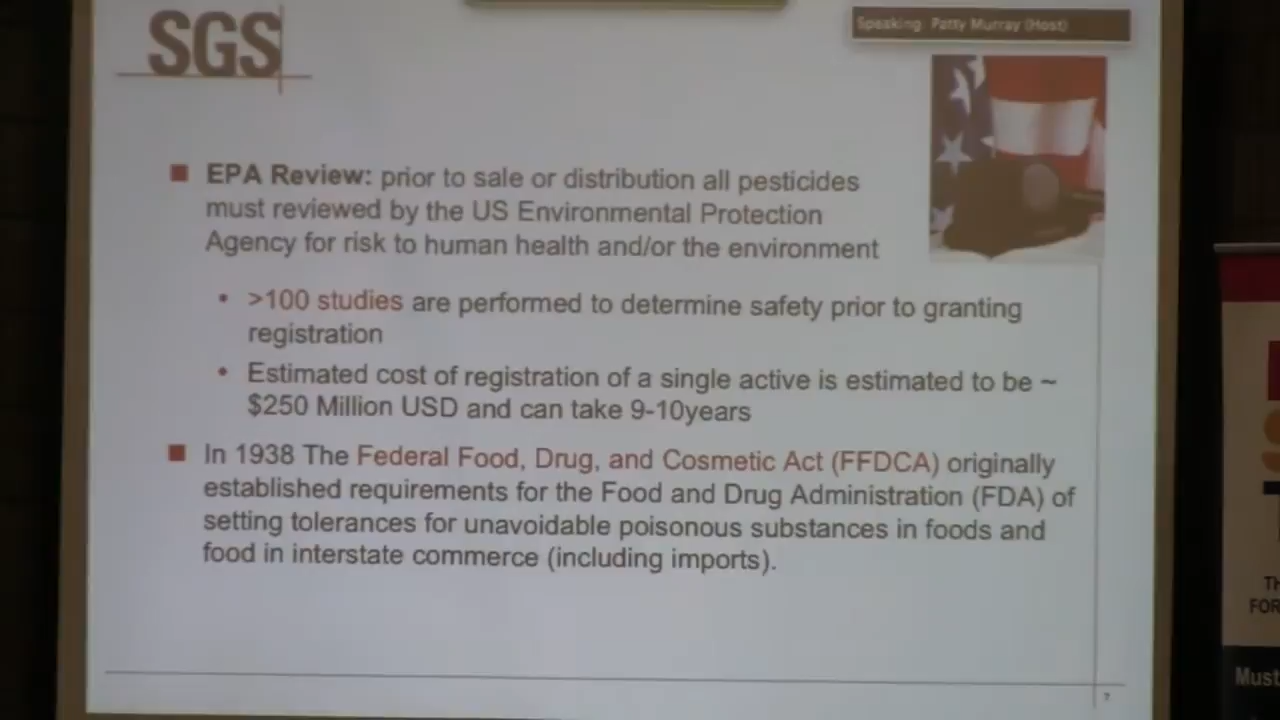 SGS
Speaking: Patty Murray (Host)
EPA Review: prior to sale or distribution all pesticides
must reviewed by the US Environmental Protection
Agency for risk to human health and/or the environment
• >100 studies are performed to determine safety prior to granting
registration
• Estimated cost of registration of a single active is estimated to be ~
$250 Million USD and can take 9-10years
In 1938 The Federal Food, Drug, and Cosmetic Act (FFDCA) originally
established requirements for the Food and Drug Administration (FDA) of
setting tolerances for unavoidable poisonous substances in foods and
food in interstate commerce (including imports).
7
FOR
Must